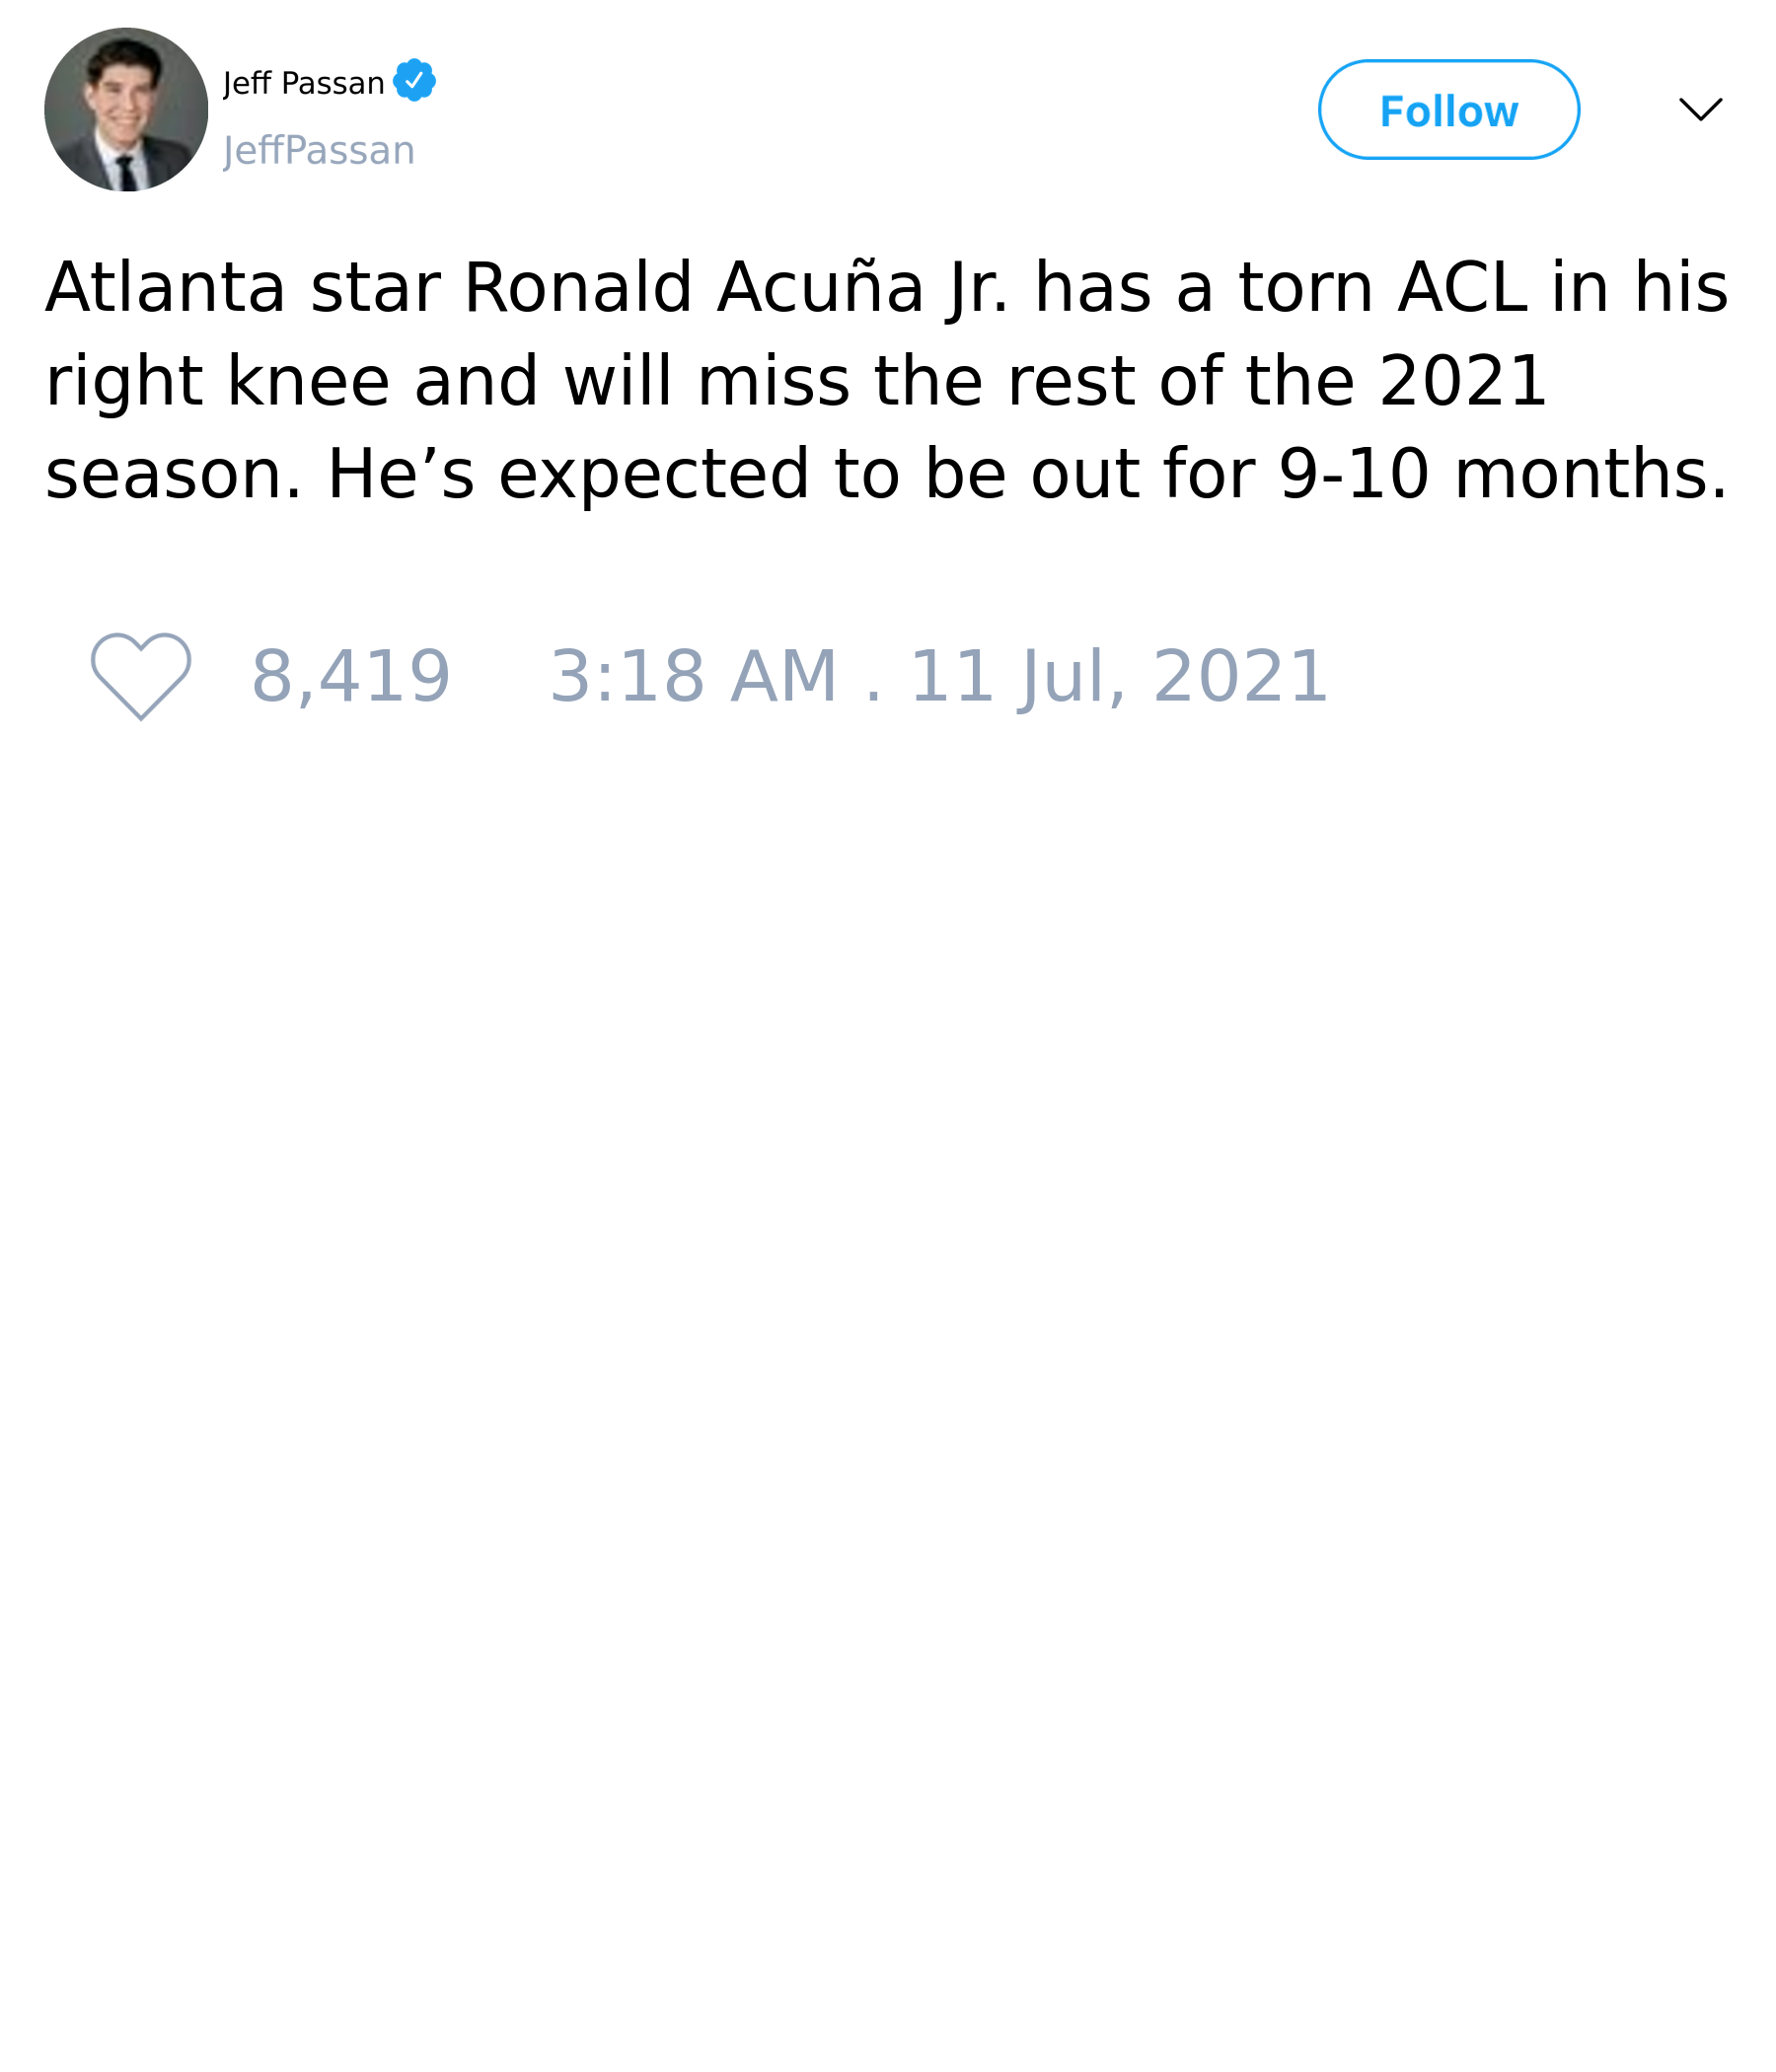 Jeff Passan
JeffPassan
Follow
Atlanta star Ronald Acuña Jr. has a torn ACL in his
right knee and will miss the rest of the 2021
season. He’s expected to be out for 9-10 months.
8,419 3:18 AM . 11 Jul, 2021